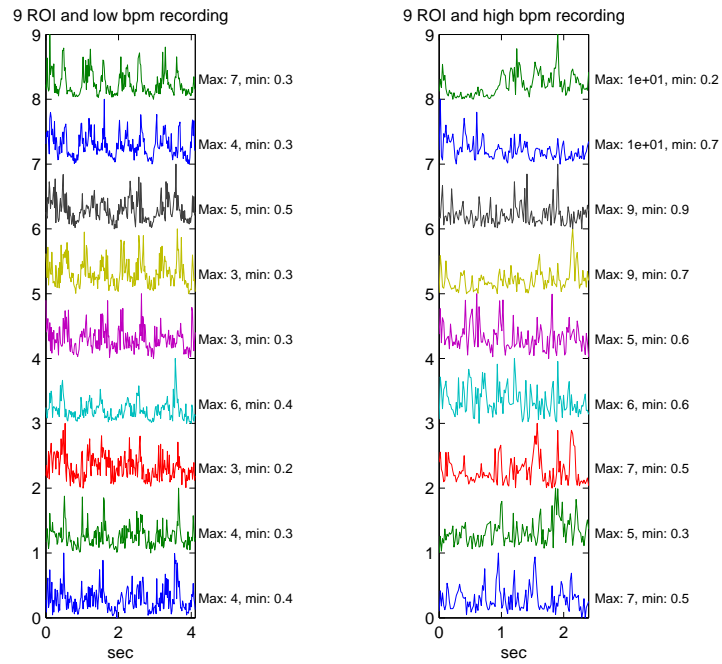 9 ROI and low bpm recording
9
Max: 7, min: 0.3
8
Max: 4, min: 0.3
7
Max: 5, min: 0.5
6
Max: 3, min: 0.3
5
Max: 3, min: 0.3
4
Max: 6, min: 0.4
3
Max: 3, min: 0.2
2
Max: 4, min: 0.3
1
Max: 4, min: 0.4
0
0 2 4
sec
9 ROI and high bpm recording
9
Max: 1e+01, min: 0.2
8
Max: 1e+01, min: 0.7
7
Max: 9, min: 0.9
6
Max: 9, min: 0.7
5
Max: 5, min: 0.6
4
Max: 6, min: 0.6
3
Max: 7, min: 0.5
2
Max: 5, min: 0.3
1
Max: 7, min: 0.5
0
0 1 2
sec